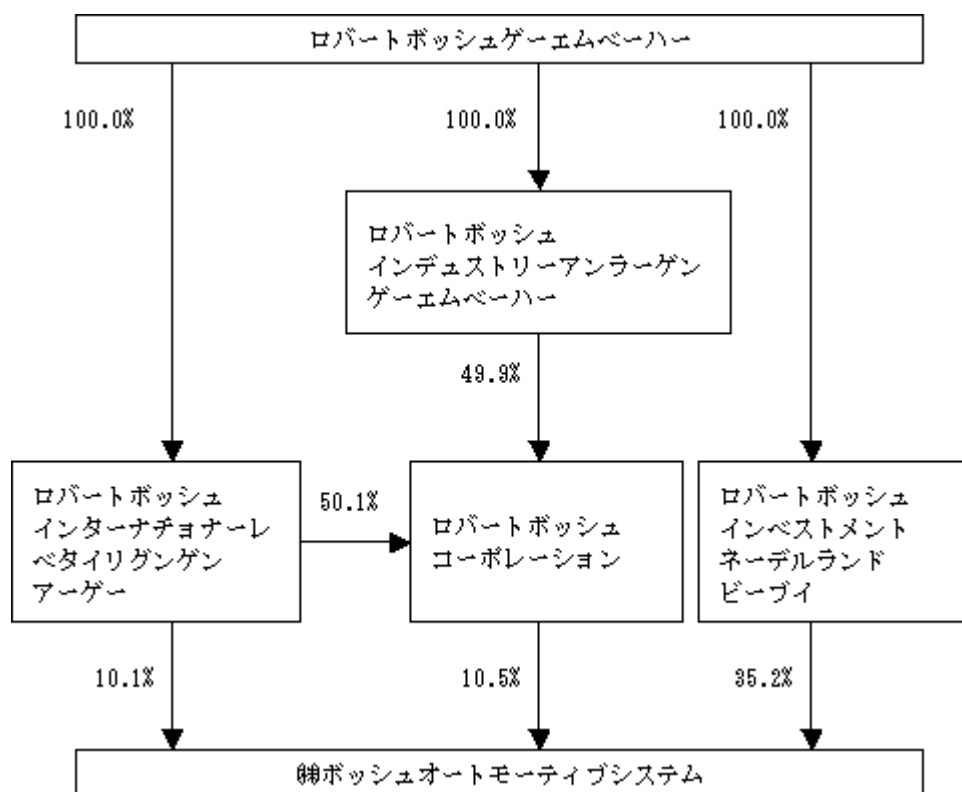 ロバートボッシュゲーエムベーハー
100.0%
100.0%
100.0%
ロバートボッシュ
インデュストリーアンラーゲン
ゲーエムベーハー
49.9%
ロバートボッシュ
インターナチョナーレ
ベタイリグンゲン
アーゲー
50.1%
ロバートボッシュ
コーポレーション
ロバートボッシュ
インベストメント
ネーデルランド
ビーブイ
10.1%
10.5%
35.2%
㈱ボッシュオートモーティブシステム